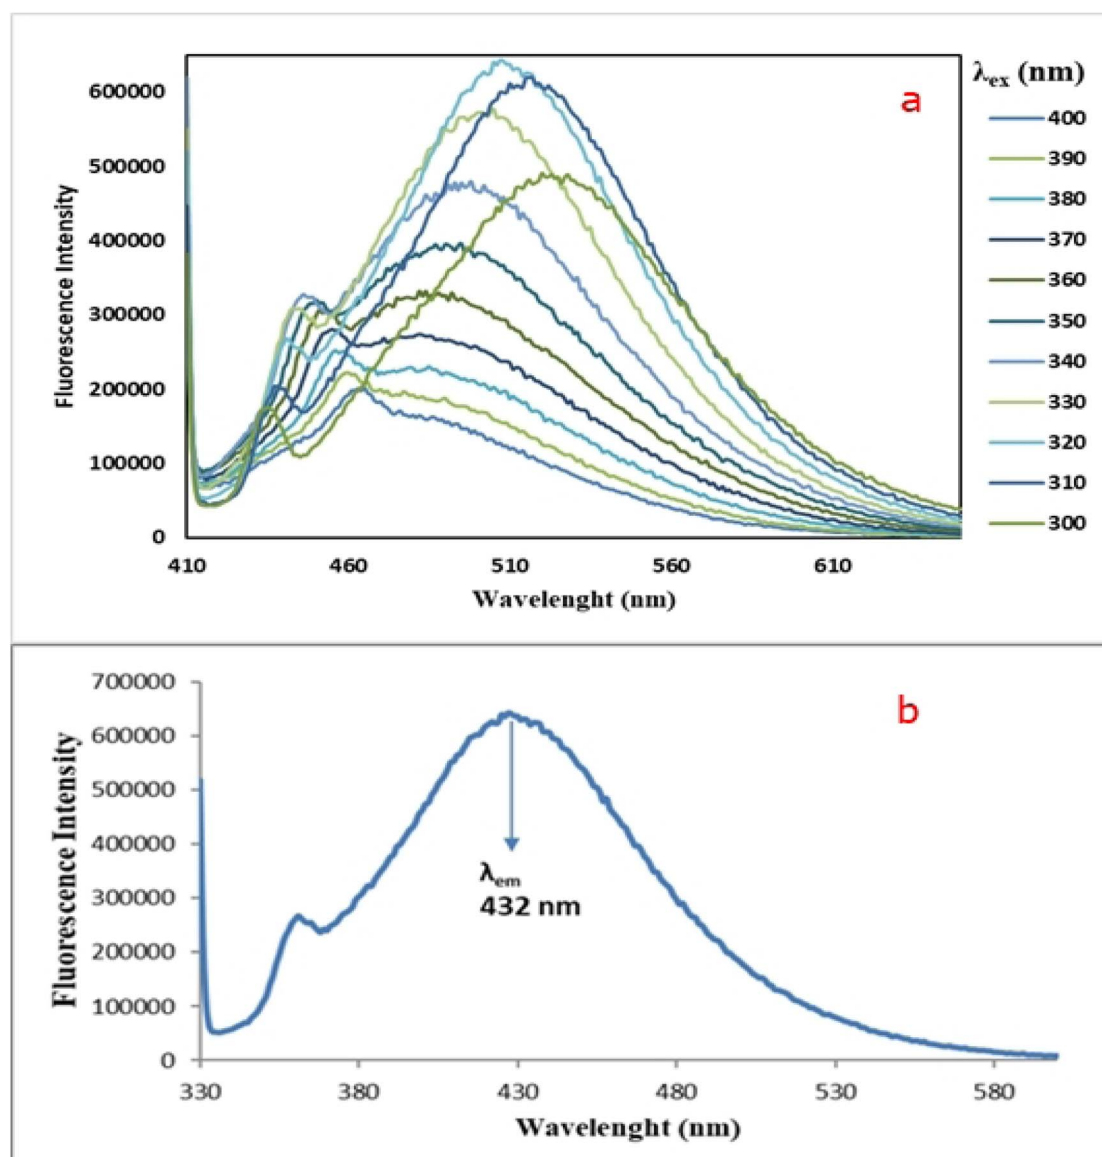 a
λex (nm)
400
390
380
370
360
350
340
330
320
310
300
Fluorescence Intensity
600000
500000
400000
300000
200000
100000
0
410 460 510 560 610
Wavelenght (nm)
b
Fluorescence Intensity
700000
600000
500000
400000
300000
200000
100000
0
λem
432 nm
330 380 430 480 530 580
Wavelenght (nm)